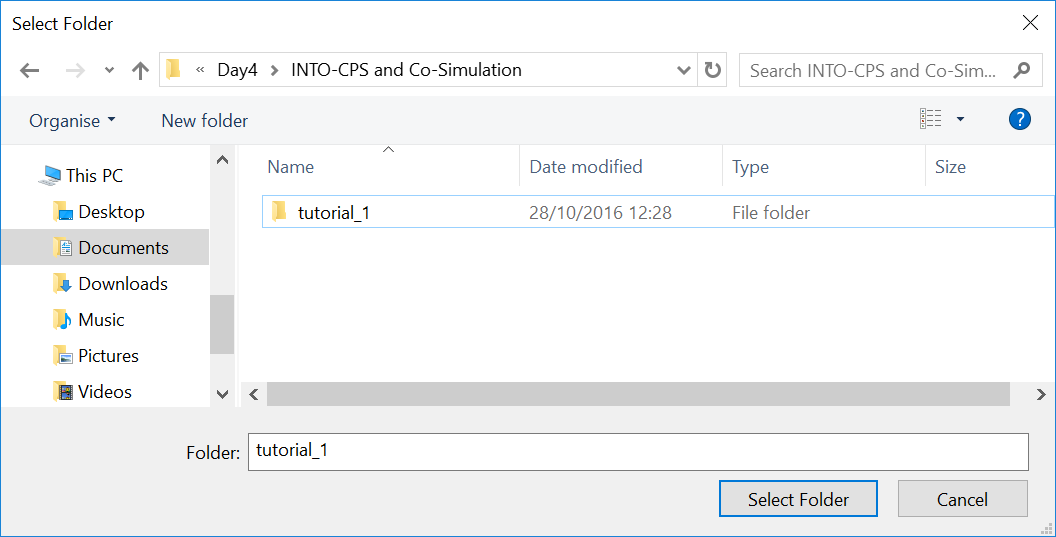 Select Folder
« Day4 > INTO-CPS and Co-Simulation
Search INTO-CPS and Co-Sim...
Organise New folder
?
Name Date modified Type Size
This PC
Desktop
Documents
Downloads
Music
Pictures
Videos
tutorial_1 28/10/2016 12:28 File folder
Folder: tutorial_1
Select Folder Cancel